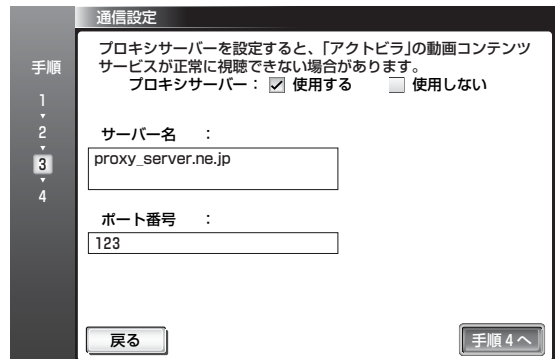 通信設定
プロキシサーバーを設定すると、「アクトビラ」の動画コンテンツ
サービスが正常に視聴できない場合があります。
プロキシサーバー： 使用する 使用しない
手順
1
2
3
4
サーバー名 ：
proxy_server.ne.jp
ポート番号 ：
123
戻る
手順 4 へ